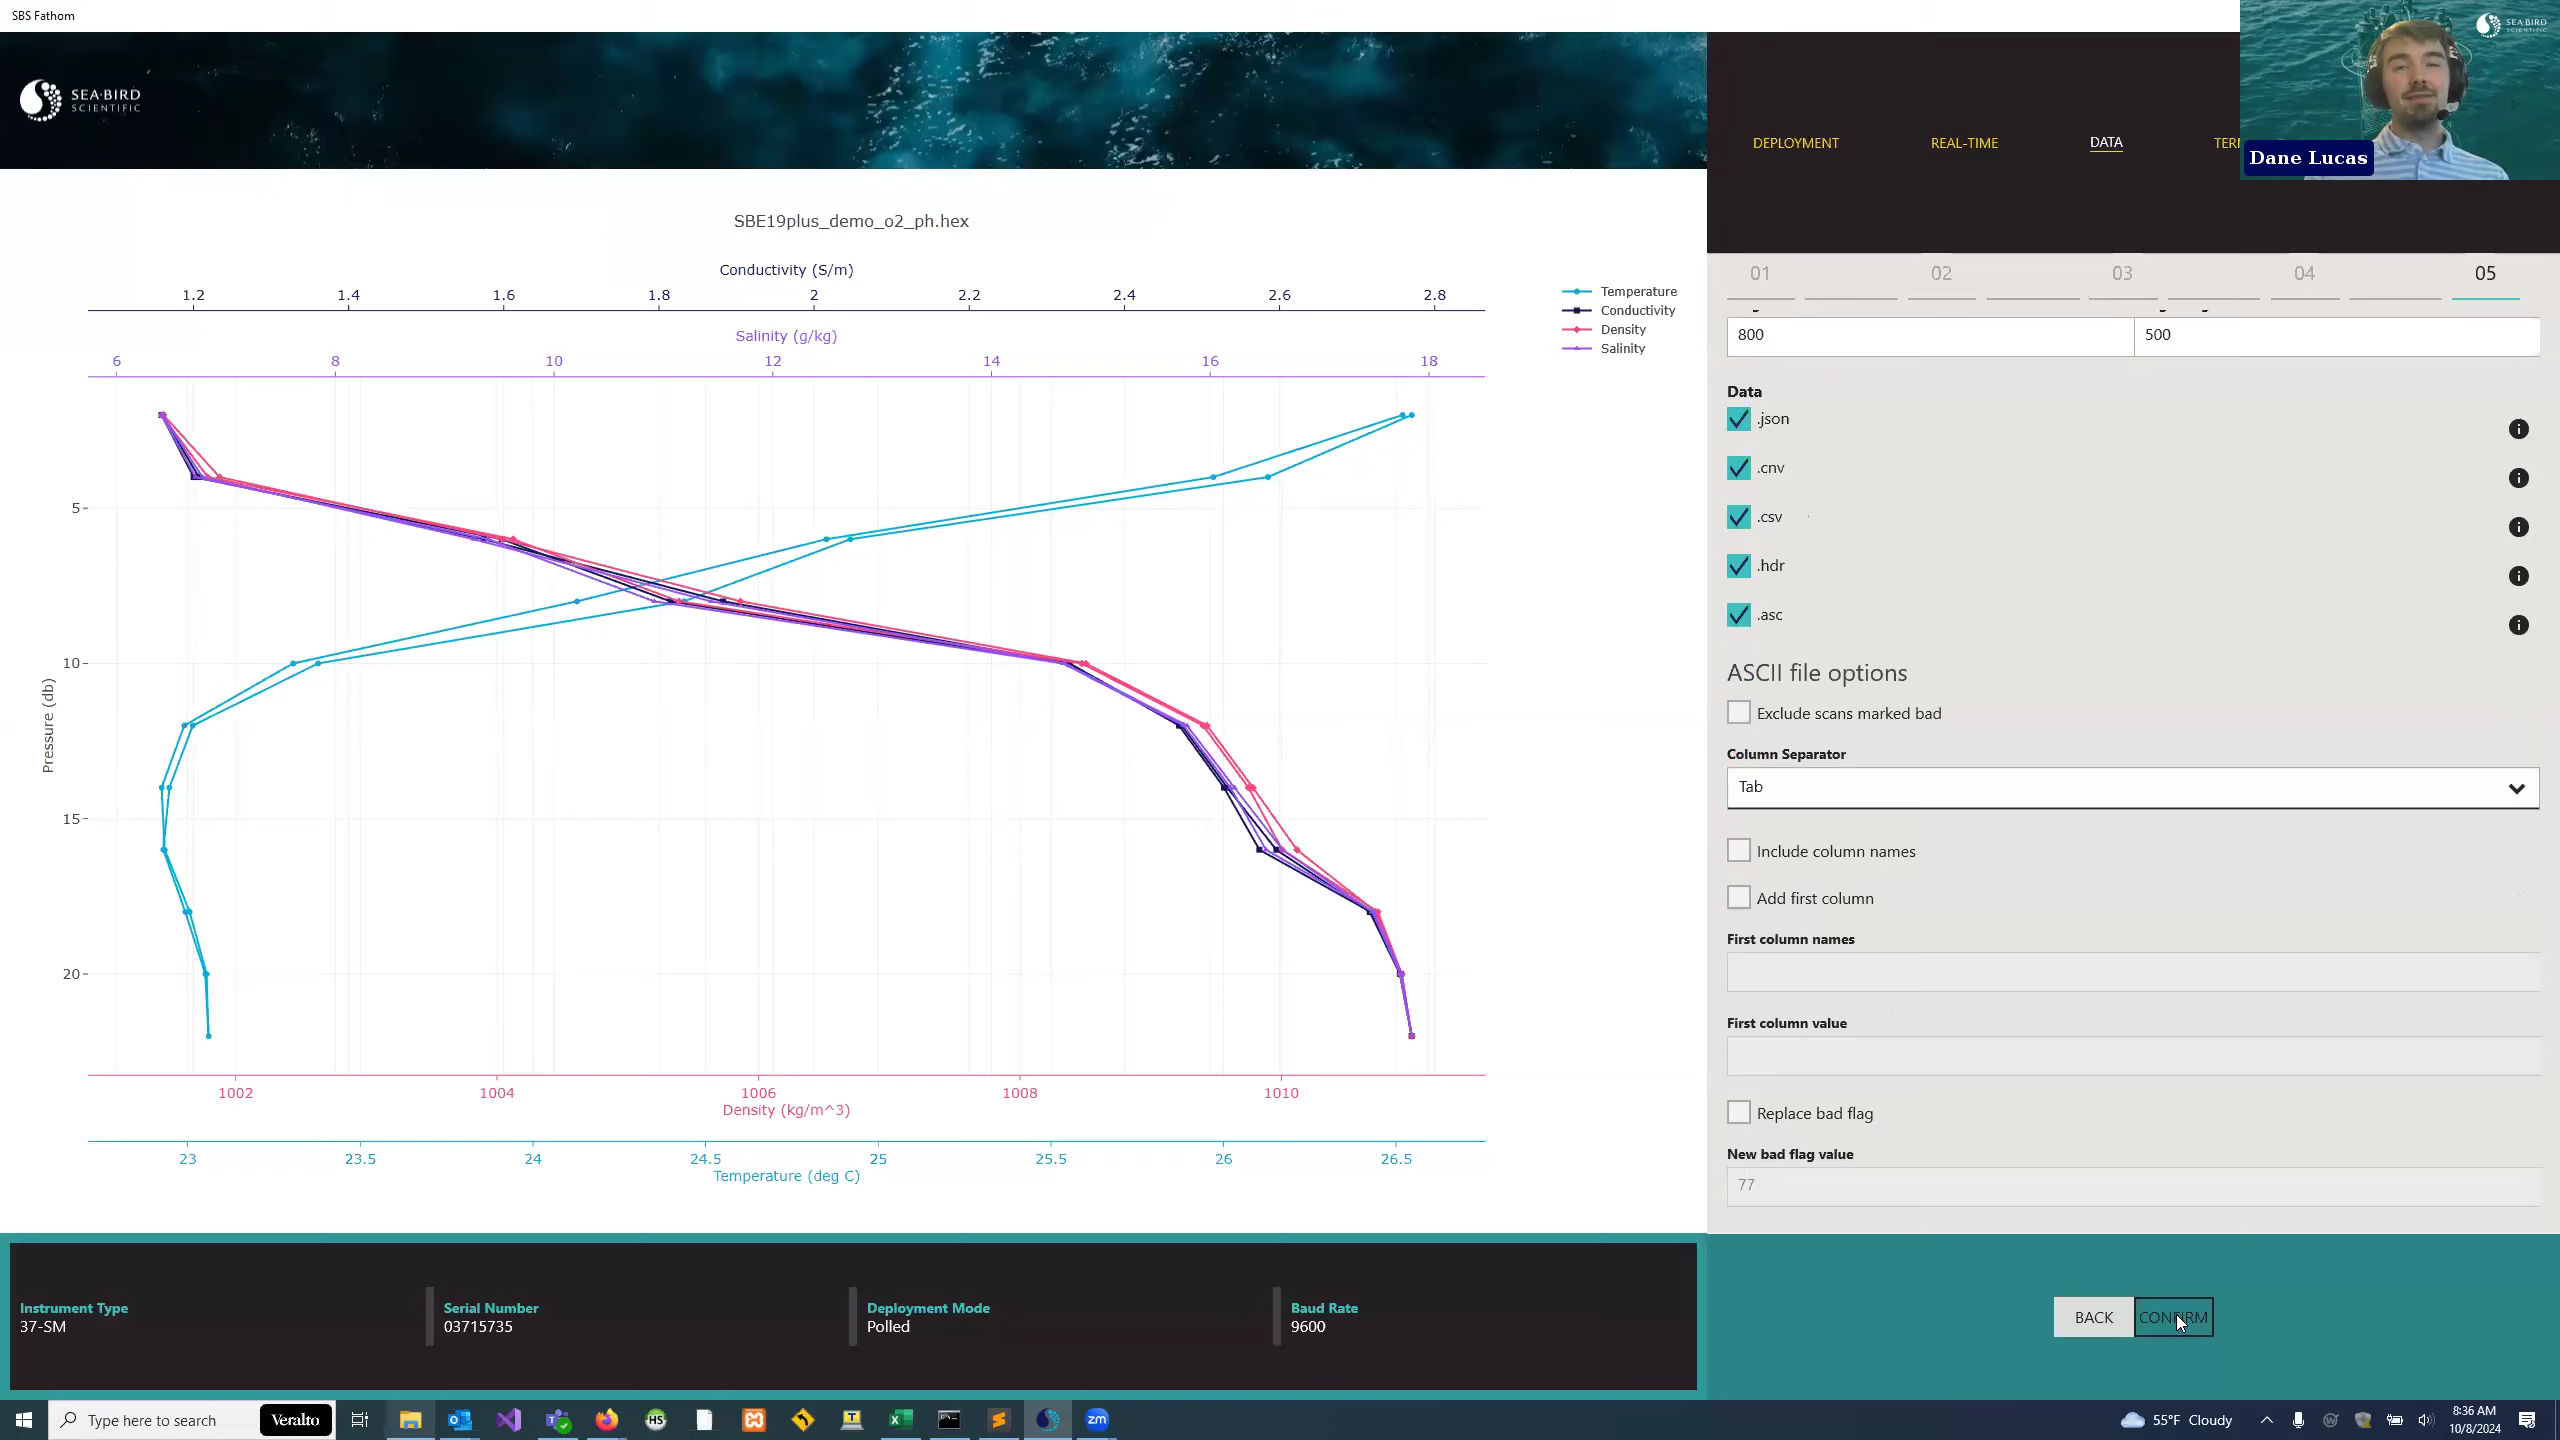 SBS Fathom
SEA·BIRD
SCIENTIFIC
SBE19plus_demo_o2_ph.hex
Conductivity (S/m)
1.2 1.4 1.6 1.8 2 2.2 2.4 2.6 2.8
Salinity (g/kg)
6 8 10 12 14 16 18
Temperature
Conductivity
Density
Salinity
5
10
15
20
Pressure (db)
1002 1004 1006 1008 1010
Density (kg/m^3)
23 23.5 24 24.5 25 25.5 26 26.5
Temperature (deg C)
Instrument Type
37-SM
Serial Number
03715735
Deployment Mode
Polled
Baud Rate
9600
DEPLOYMENT REAL-TIME DATA
SEA·BIRD
SCIENTIFIC
Dane Lucas
01 02 03 04 05
800 500
Data
.json
.cnv
.csv
.hdr
.asc
ASCII file options
Exclude scans marked bad
Column Separator
Tab
Include column names
Add first column
First column names
First column value
Replace bad flag
New bad flag value
77
BACK CONFIRM
Type here to search Veralto
55°F Cloudy
8:36 AM
10/8/2024